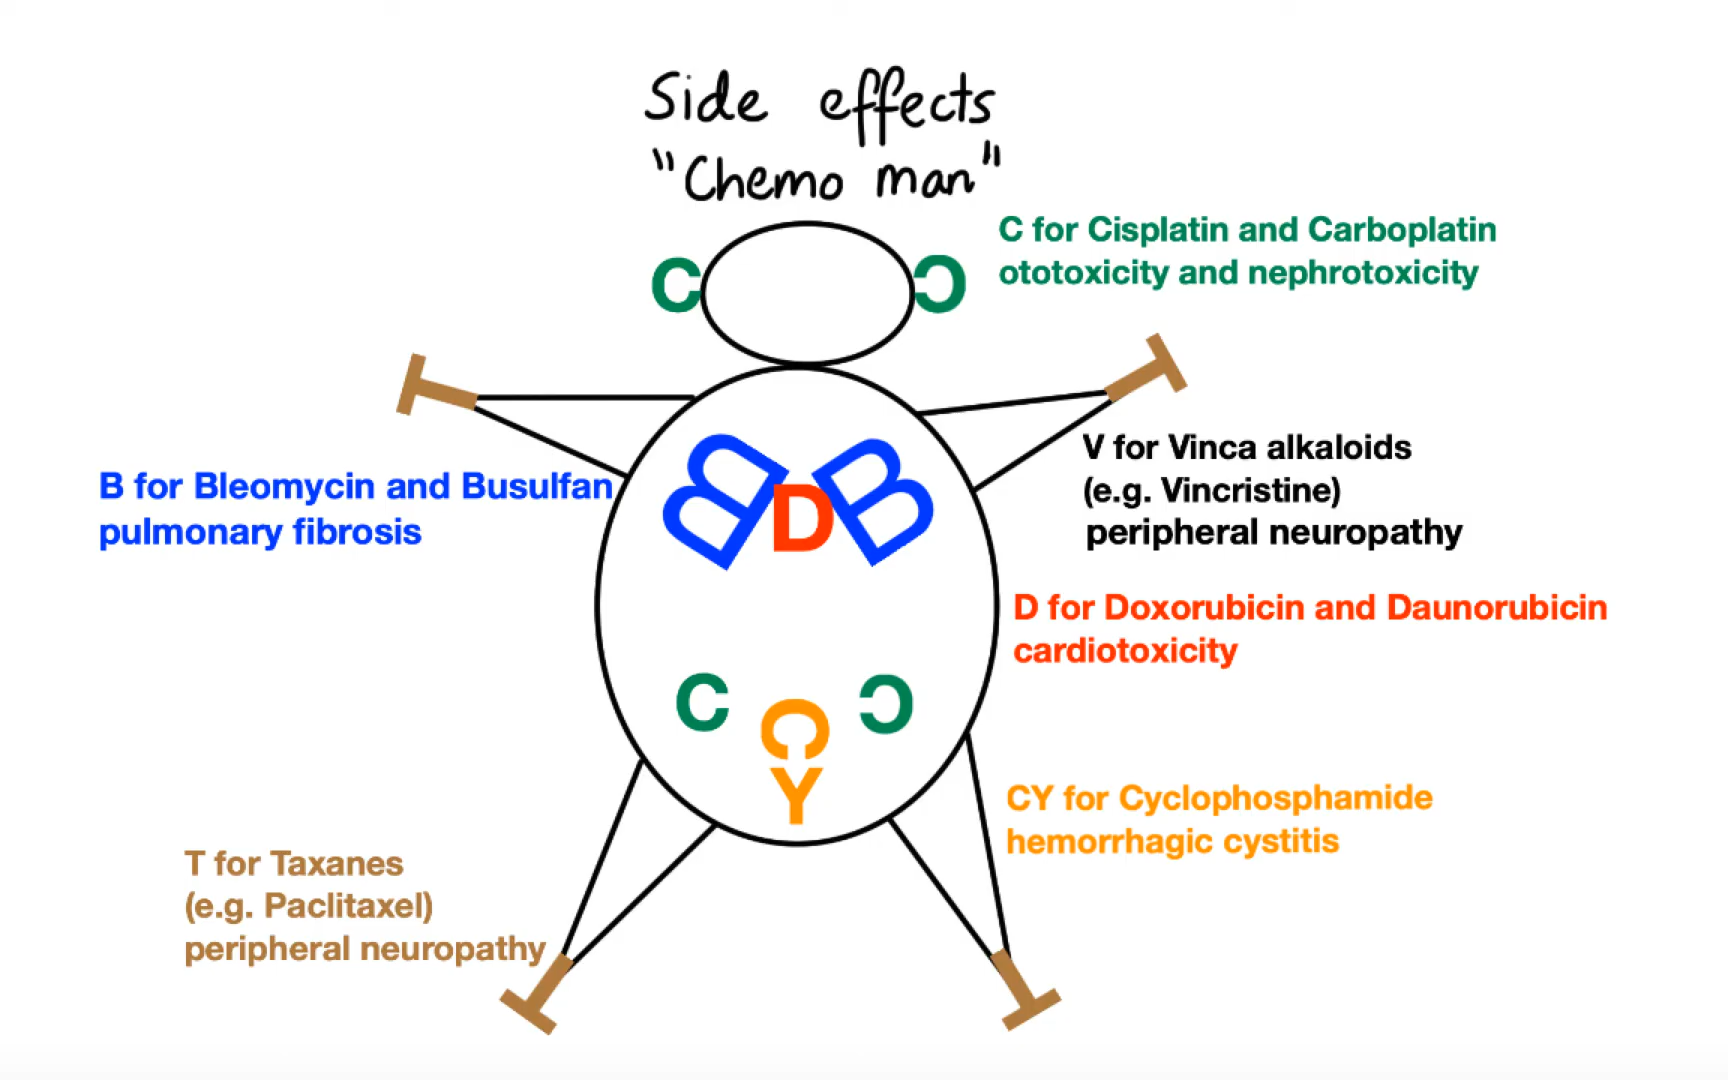 Side effects
"Chemo man"
C for Cisplatin and Carboplatin
ototoxicity and nephrotoxicity
C
C
T
T
V for Vinca alkaloids
(e.g. Vincristine)
peripheral neuropathy
B for Bleomycin and Busulfan
pulmonary fibrosis
B
D
B
D for Doxorubicin and Daunorubicin
cardiotoxicity
C
C
CY
CY for Cyclophosphamide
hemorrhagic cystitis
T for Taxanes
(e.g. Paclitaxel)
peripheral neuropathy
T
T